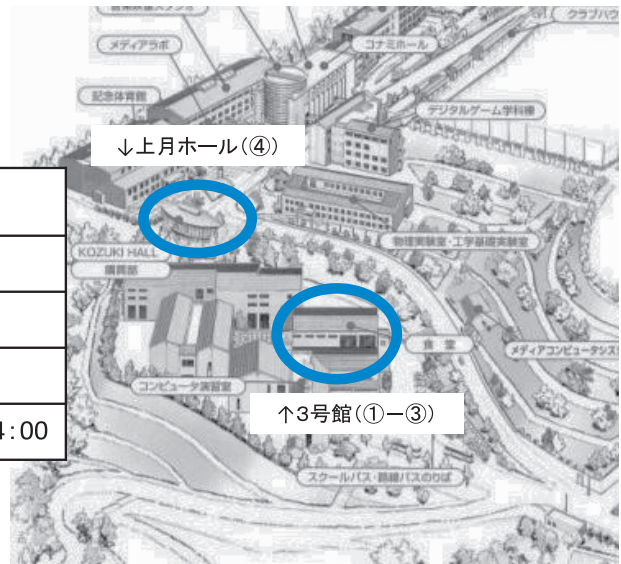 クラブハウ
メディアラボ
コナミホール
記念体育館
デジタルゲーム学科棟
↓上月ホール(④)
KOZUKI HALL
購買部
物理実験室・工学基礎実験室
食堂
メディアコンピュータシス
コンピュータ演習室
↑3号館(①ー③)
:00
スクールバス・路線バスのりば